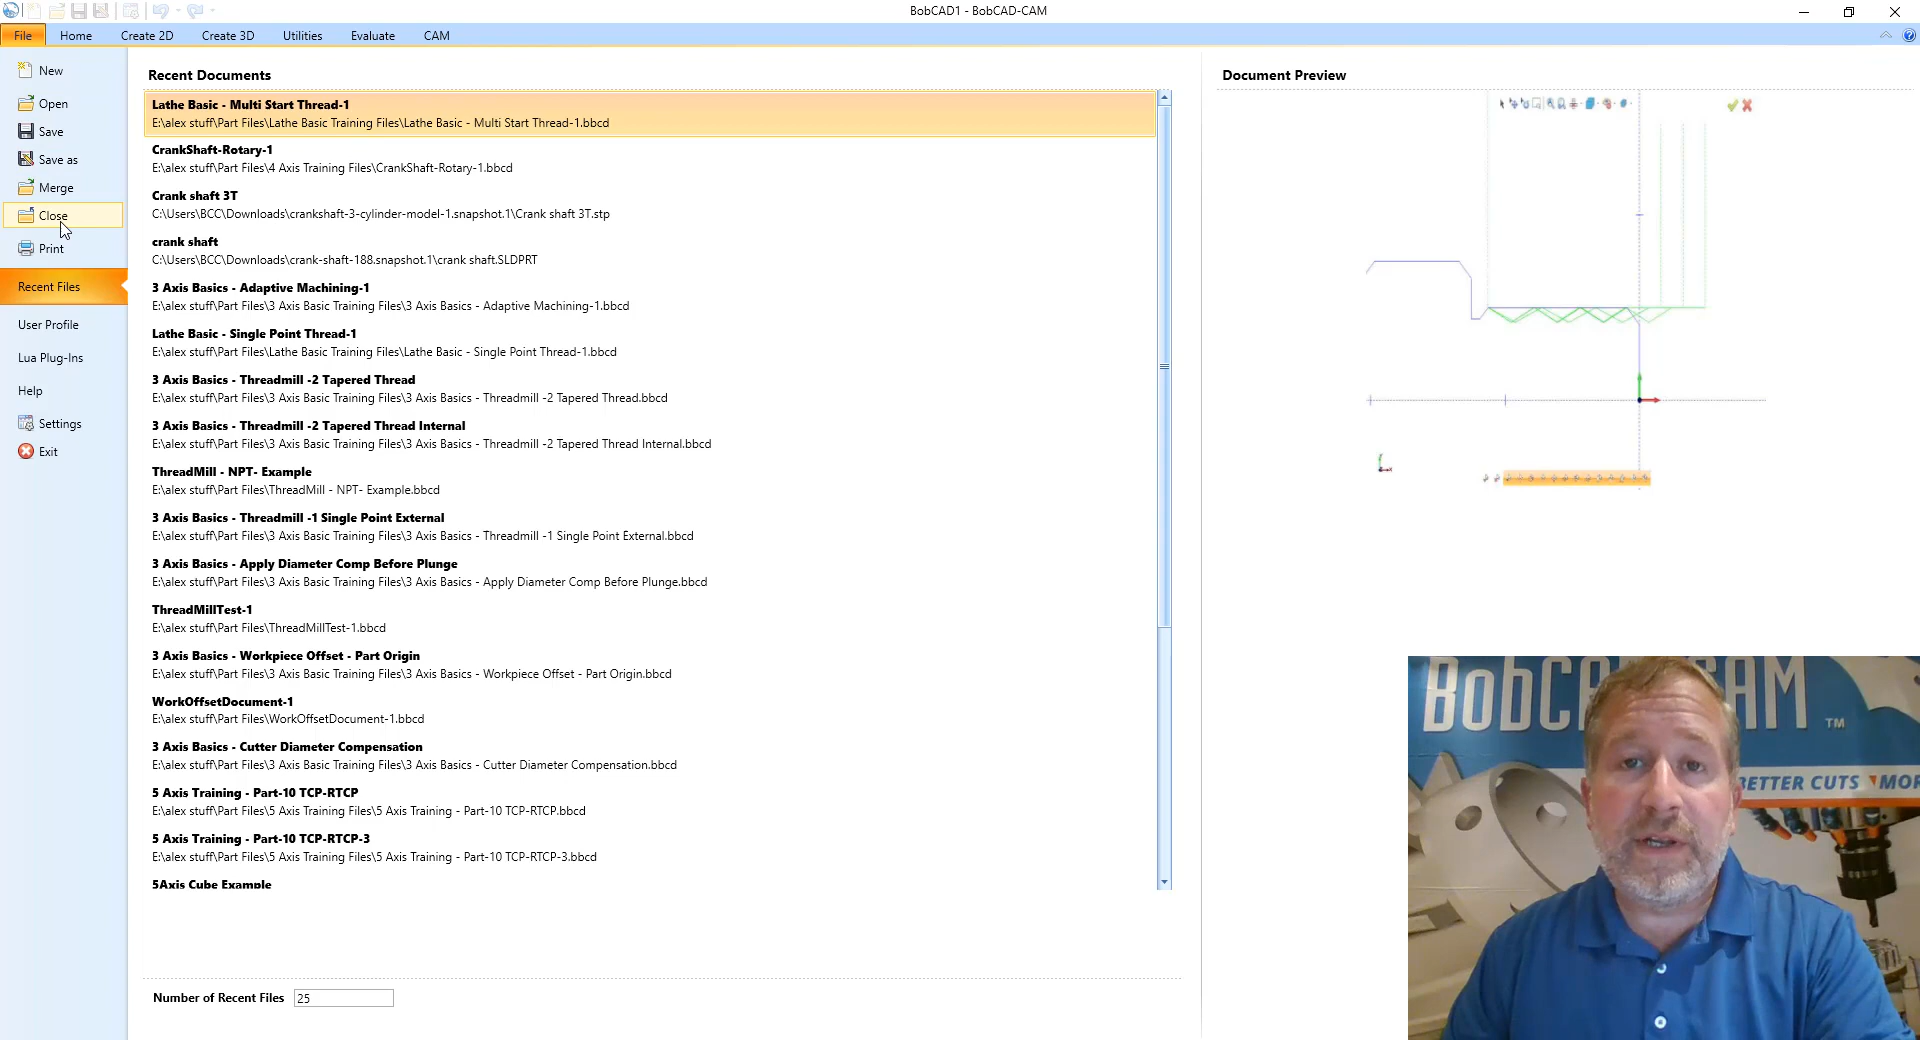 BobCAD1 - BobCAD-CAM
File Home Create 2D Create 3D Utilities Evaluate CAM
New
Open
Save
Save as
Merge
Close
Print
Recent Files
User Profile
Lua Plug-Ins
Help
Settings
Exit
Recent Documents
Lathe Basic - Multi Start Thread-1
E:\alex stuff\Part Files\Lathe Basic Training Files\Lathe Basic - Multi Start Thread-1.bbcd
CrankShaft-Rotary-1
E:\alex stuff\Part Files\4 Axis Training Files\CrankShaft-Rotary-1.bbcd
Crank shaft 3T
C:\Users\BCC\Downloads\crankshaft-3-cylinder-model-1.snapshot.1\Crank shaft 3T.stp
crank shaft
C:\Users\BCC\Downloads\crank-shaft-188.snapshot.1\crank shaft.SLDPRT
3 Axis Basics - Adaptive Machining-1
E:\alex stuff\Part Files\3 Axis Basic Training Files\3 Axis Basics - Adaptive Machining-1.bbcd
Lathe Basic - Single Point Thread-1
E:\alex stuff\Part Files\Lathe Basic Training Files\Lathe Basic - Single Point Thread-1.bbcd
3 Axis Basics - Threadmill -2 Tapered Thread
E:\alex stuff\Part Files\3 Axis Basic Training Files\3 Axis Basics - Threadmill -2 Tapered Thread.bbcd
3 Axis Basics - Threadmill -2 Tapered Thread Internal
E:\alex stuff\Part Files\3 Axis Basic Training Files\3 Axis Basics - Threadmill -2 Tapered Thread Internal.bbcd
ThreadMill - NPT- Example
E:\alex stuff\Part Files\ThreadMill - NPT- Example.bbcd
3 Axis Basics - Threadmill -1 Single Point External
E:\alex stuff\Part Files\3 Axis Basic Training Files\3 Axis Basics - Threadmill -1 Single Point External.bbcd
3 Axis Basics - Apply Diameter Comp Before Plunge
E:\alex stuff\Part Files\3 Axis Basic Training Files\3 Axis Basics - Apply Diameter Comp Before Plunge.bbcd
ThreadMillTest-1
E:\alex stuff\Part Files\ThreadMillTest-1.bbcd
3 Axis Basics - Workpiece Offset - Part Origin
E:\alex stuff\Part Files\3 Axis Basic Training Files\3 Axis Basics - Workpiece Offset - Part Origin.bbcd
WorkOffsetDocument-1
E:\alex stuff\Part Files\WorkOffsetDocument-1.bbcd
3 Axis Basics - Cutter Diameter Compensation
E:\alex stuff\Part Files\3 Axis Basic Training Files\3 Axis Basics - Cutter Diameter Compensation.bbcd
5 Axis Training - Part-10 TCP-RTCP
E:\alex stuff\Part Files\5 Axis Training Files\5 Axis Training - Part-10 TCP-RTCP.bbcd
5 Axis Training - Part-10 TCP-RTCP-3
E:\alex stuff\Part Files\5 Axis Training Files\5 Axis Training - Part-10 TCP-RTCP-3.bbcd
5Axis Cube Example
Number of Recent Files 25
Document Preview
BobC AM TM
BETTER CUTS MOR